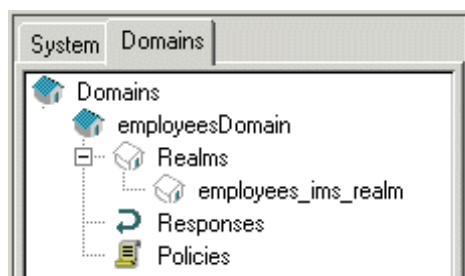 System Domains
Domains
employeesDomain
Realms
employees_ims_realm
Responses
Policies